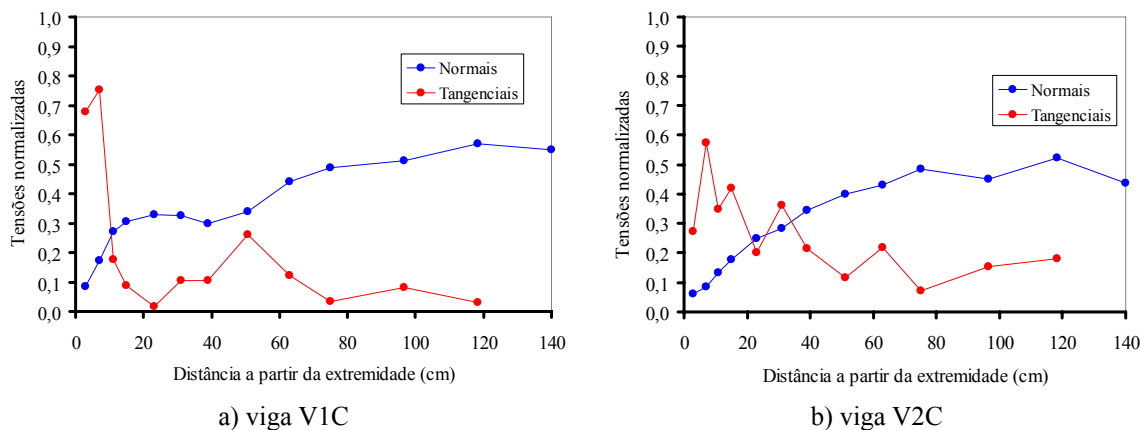 Tensões normalizadas
1,0
0,9
0,8
0,7
0,6
0,5
0,4
0,3
0,2
0,1
0,0
Normais
Tangenciais
0 20 40 60 80 100 120 140
Distância a partir da extremidade (cm)
a) viga V1C
Tensões normalizadas
1,0
0,9
0,8
0,7
0,6
0,5
0,4
0,3
0,2
0,1
0,0
Normais
Tangenciais
0 20 40 60 80 100 120 140
Distância a partir da extremidade (cm)
b) viga V2C